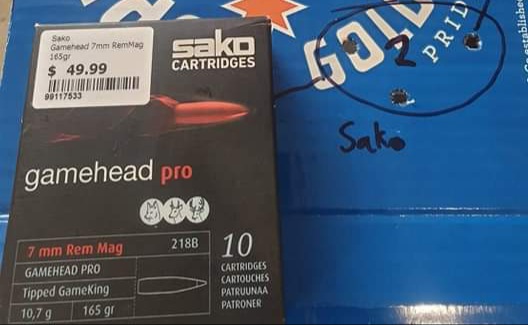 Sako
Gamehead 7mm RemMag
165gr
$ 49.99
99117533
sako
CARTRIDGES
gamehead pro
7 mm Rem Mag 218B
GAMEHEAD PRO
Tipped GameKing
10,7 g 165 gr
10
CARTRIDGES
CARTOUCHES
PATRUUNAA
PATRONER
GOLD
PRID
2
Sako